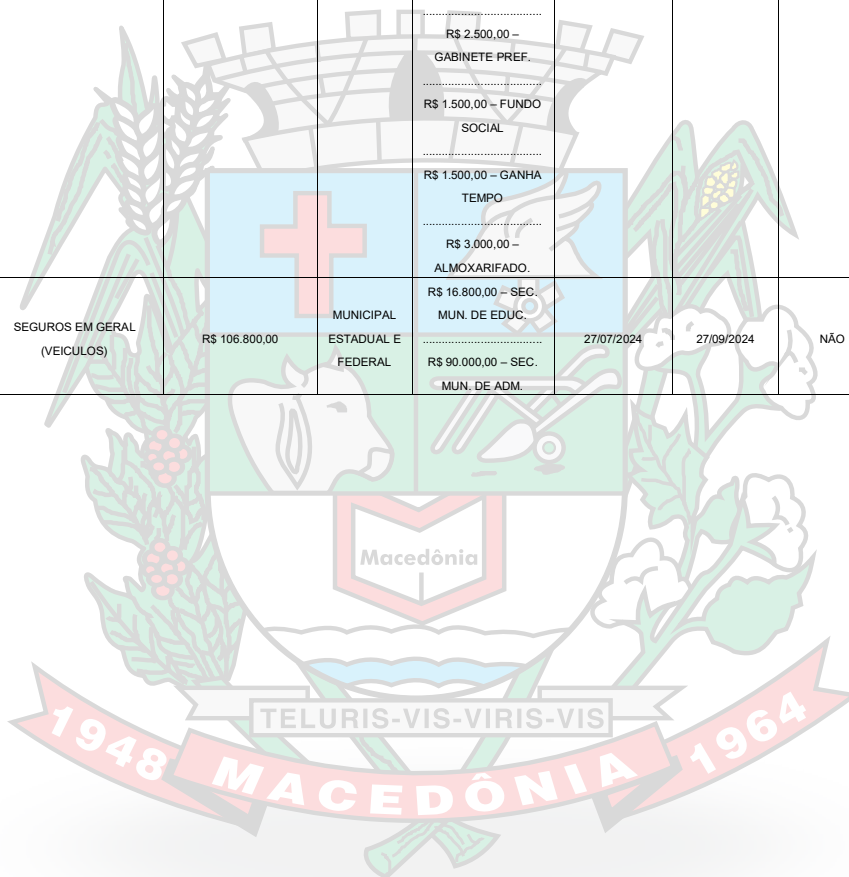 ....................................
R$ 2.500,00 –
GABINETE PREF.
....................................
R$ 1.500,00 – FUNDO
SOCIAL
....................................
R$ 1.500,00 – GANHA
TEMPO
....................................
R$ 3.000,00 –
ALMOXARIFADO.
SEGUROS EM GERAL
(VEICULOS)
R$ 106.800,00
MUNICIPAL
ESTADUAL E
FEDERAL
R$ 16.800,00 – SEC.
MUN. DE EDUC.
....................................
R$ 90.000,00 – SEC.
MUN. DE ADM.
27/07/2024
27/09/2024
NÃO
Macedônia
TELURIS-VIS-VIRIS-VIS
1948
MACEDÔNIA
1964